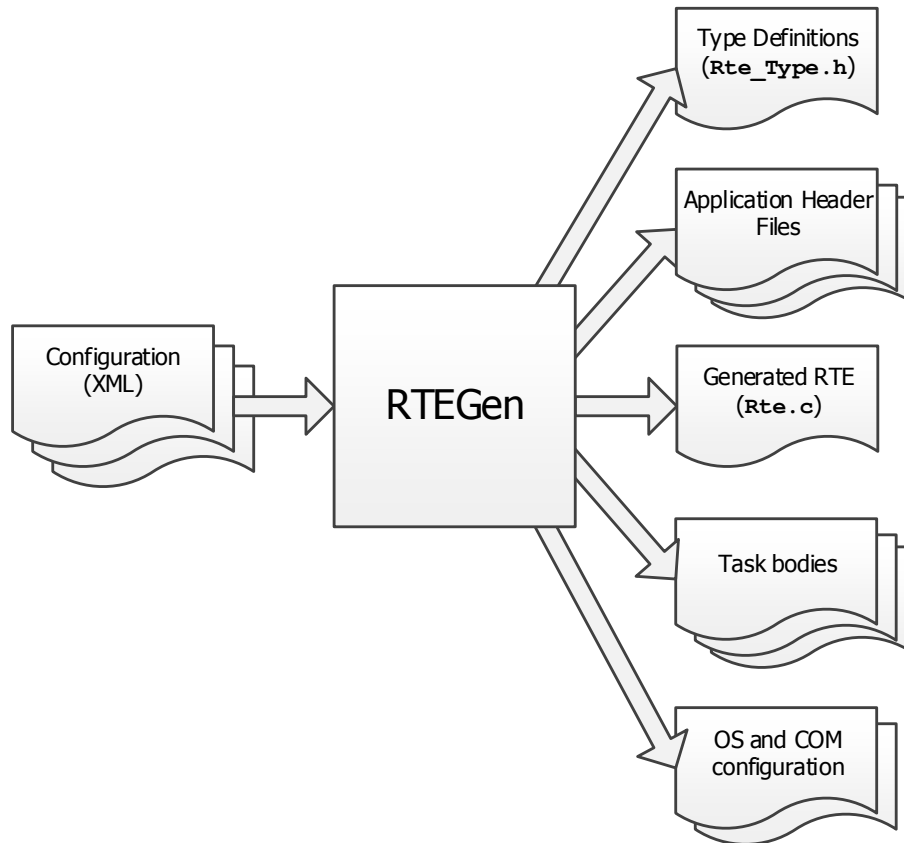 Type Definitions
(Rte_Type.h)
Application Header
Files
Configuration
(XML)
RTEGen
Generated RTE
(Rte.c)
Task bodies
OS and COM
configuration